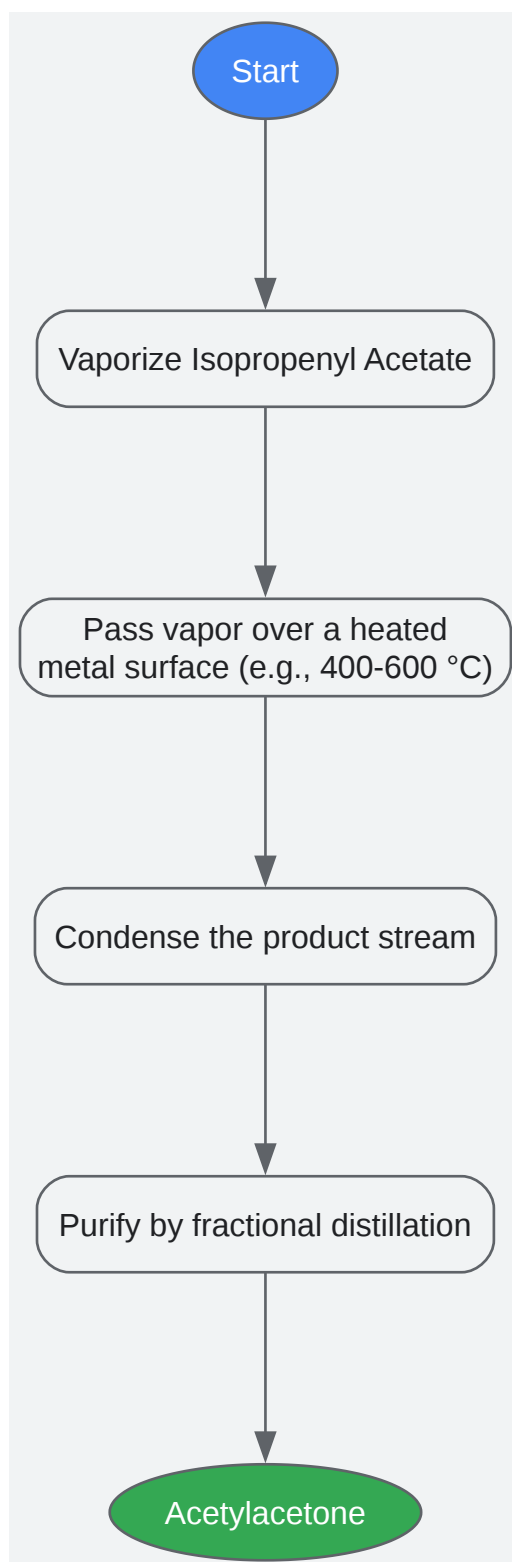 Start
Vaporize Isopropenyl Acetate
Pass vapor over a heated
metal surface (e.g., 400-600 °C)
Condense the product stream
Purify by fractional distillation
Acetylacetone